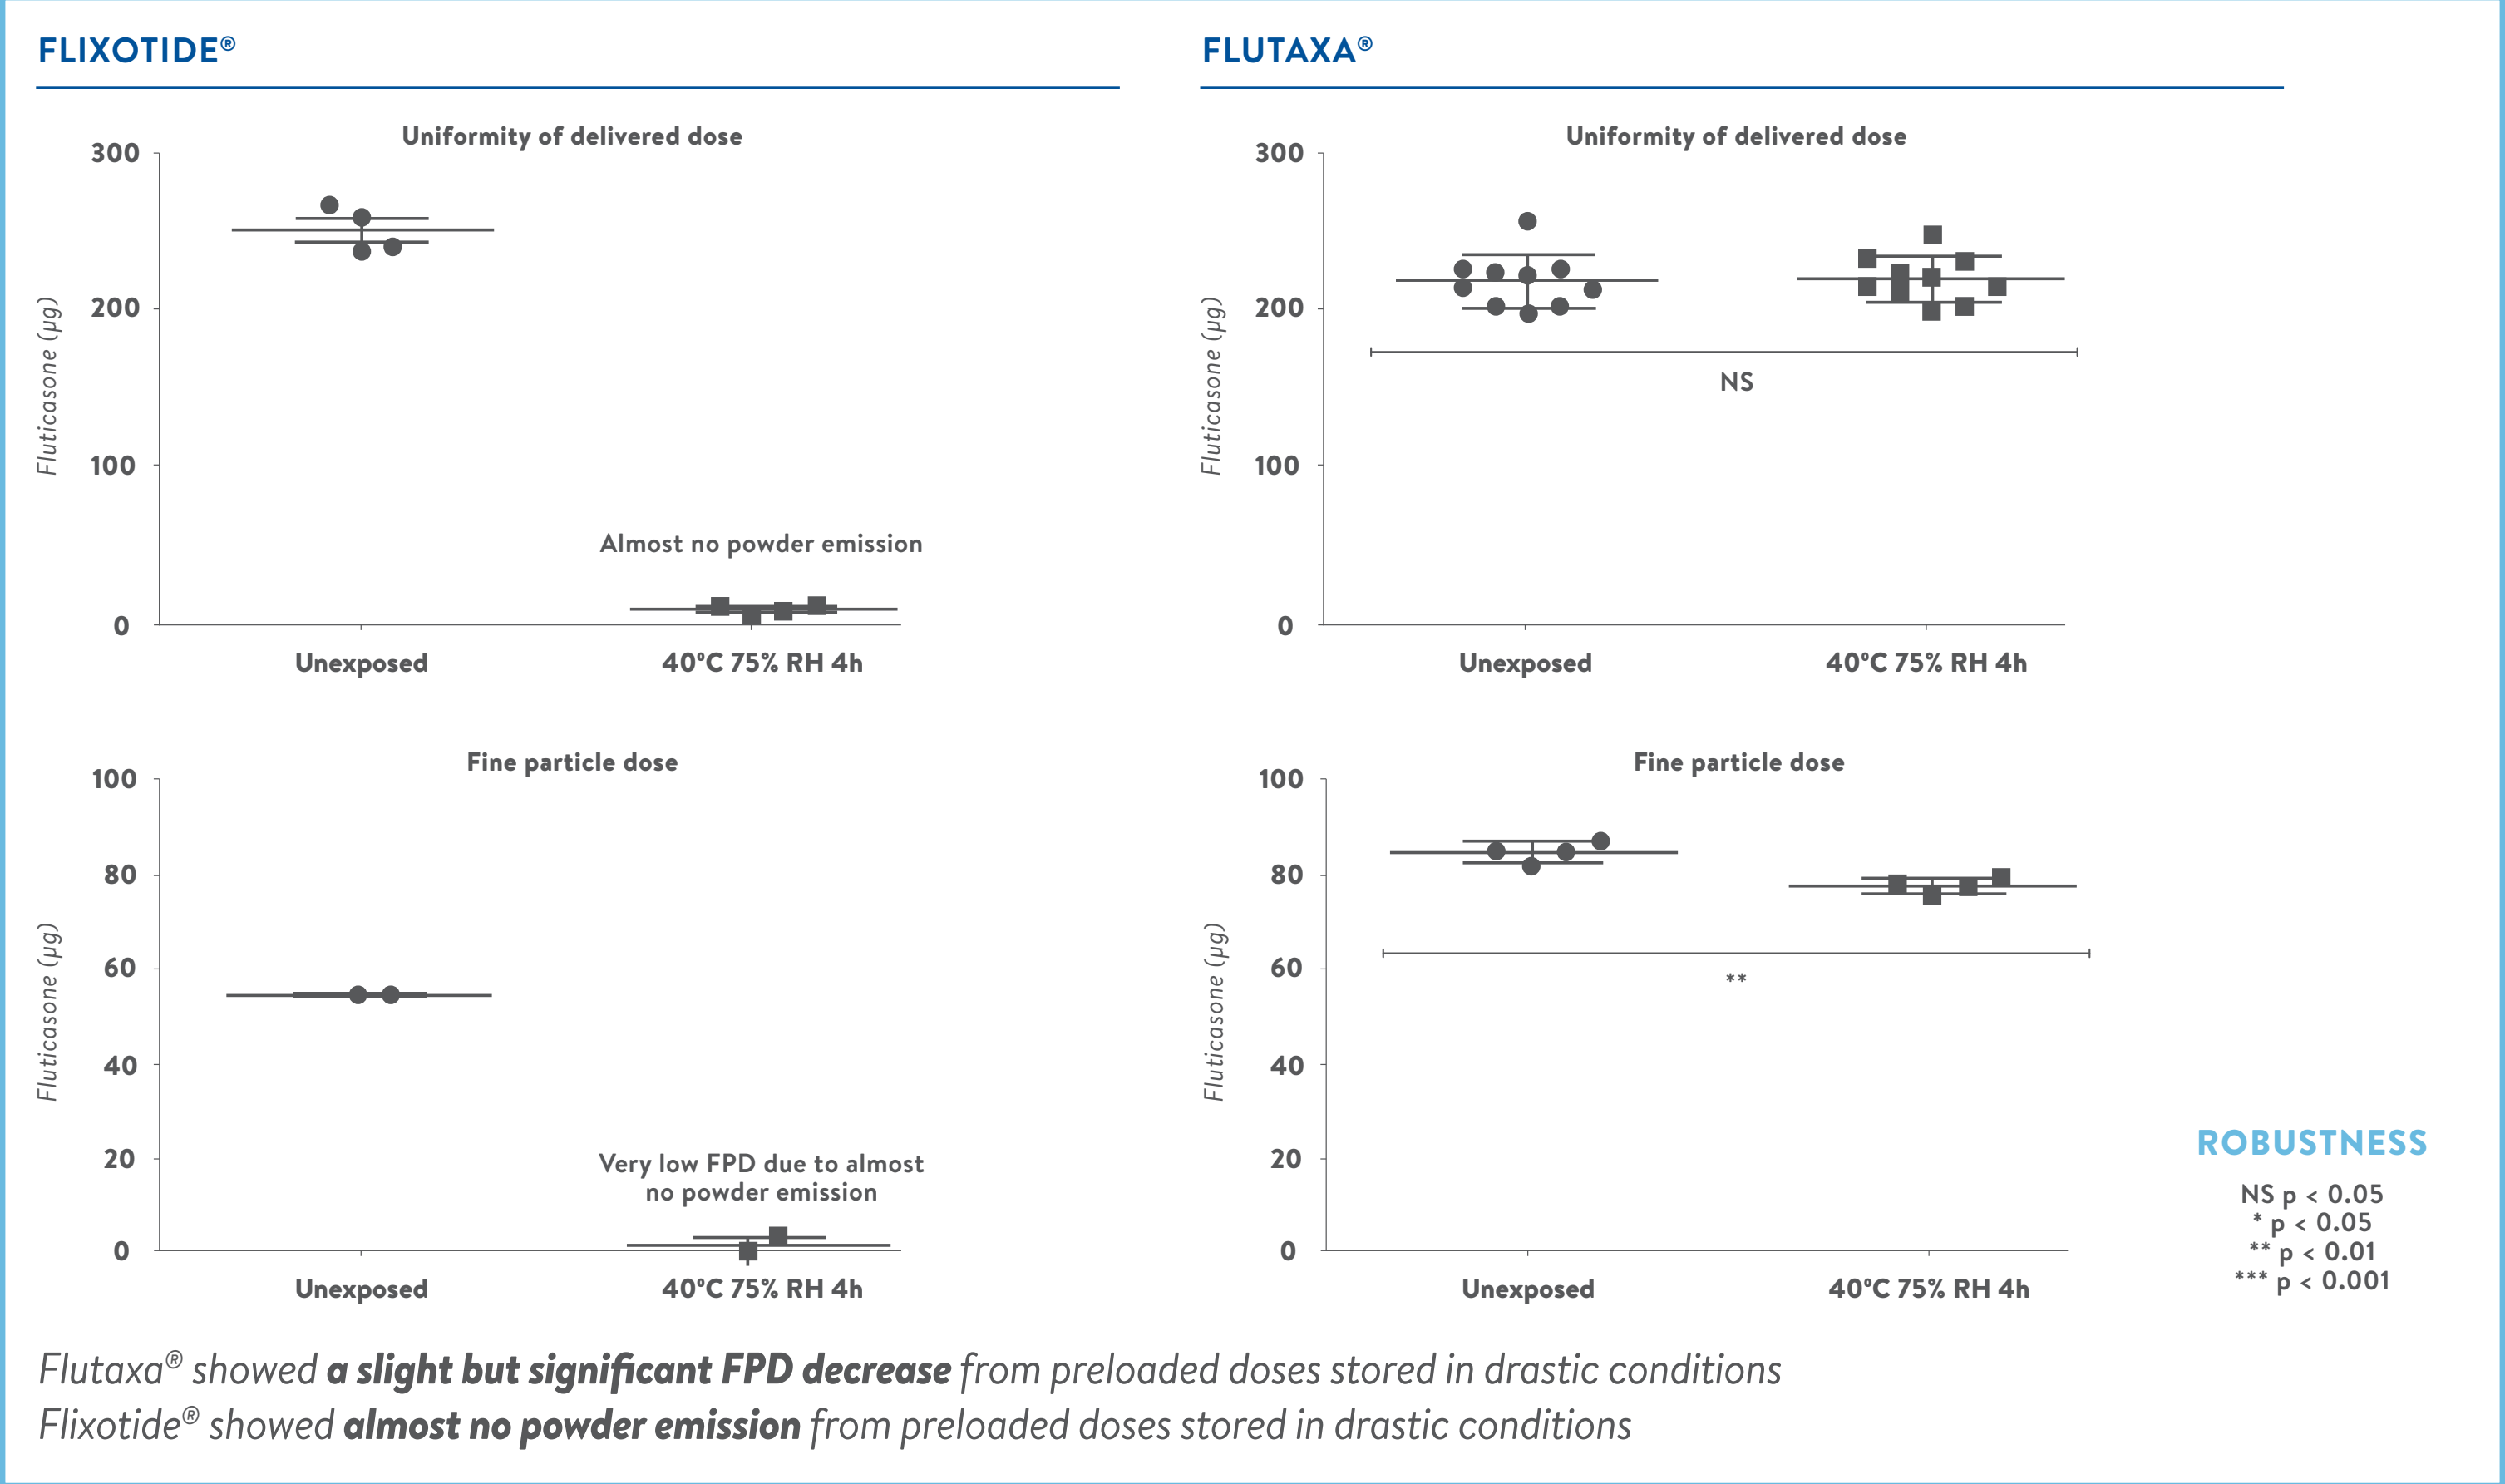 FLIXOTIDE®
Uniformity of delivered dose
300
200
100
0
Fluticasone (µg)
Almost no powder emission
Unexposed
40ºC 75% RH 4h
Fine particle dose
100
80
60
40
20
0
Fluticasone (µg)
Very low FPD due to almost
no powder emission
Unexposed
40ºC 75% RH 4h
FLUTAXA®
Uniformity of delivered dose
300
200
100
0
Fluticasone (µg)
NS
Unexposed
40ºC 75% RH 4h
Fine particle dose
100
80
60
40
20
0
Fluticasone (µg)
**
Unexposed
40ºC 75% RH 4h
ROBUSTNESS
NS p < 0.05
* p < 0.05
** p < 0.01
*** p < 0.001
Flutaxa® showed a slight but significant FPD decrease from preloaded doses stored in drastic conditions
Flixotide® showed almost no powder emission from preloaded doses stored in drastic conditions